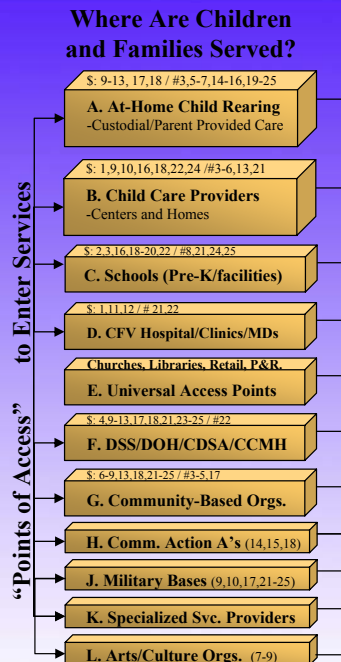 Where Are Children
and Families Served?
$: 9-13, 17,18 / #3,5-7,14-16,19-25
A. At-Home Child Rearing
-Custodial/Parent Provided Care
$: 1,9,10,16,18,22,24 /#3-6,13,21
B. Child Care Providers
-Centers and Homes
$: 2,3,16,18-20,22 / #8,21,24,25
C. Schools (Pre-K/facilities)
$: 1,11,12 / # 21,22
D. CFV Hospital/Clinics/MDs
Churches, Libraries, Retail, P&R,
E. Universal Access Points
$: 4,9-13,17,18,21,23-25 / #22
F. DSS/DOH/CDSA/CCMH
$: 6-9,13,18,21-25 / #3-5,17
G. Community-Based Orgs.
H. Comm. Action A's (14,15,18)
J. Military Bases (9,10,17,21-25)
K. Specialized Svc. Providers
L. Arts/Culture Orgs. (7-9)
“Points of Access” to Enter Services